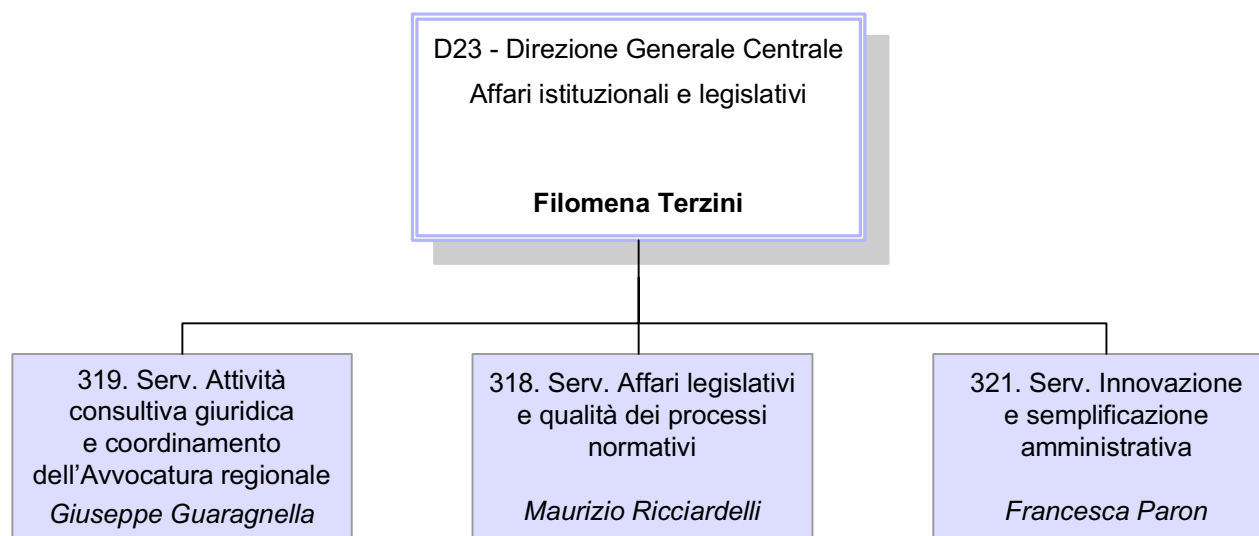 D23 - Direzione Generale Centrale
Affari istituzionali e legislativi
Filomena Terzini
319. Serv. Attività
consultiva giuridica
e coordinamento
dell’Avvocatura regionale
Giuseppe Guaragnella
318. Serv. Affari legislativi
e qualità dei processi
normativi
Maurizio Ricciardelli
321. Serv. Innovazione
e semplificazione
amministrativa
Francesca Paron